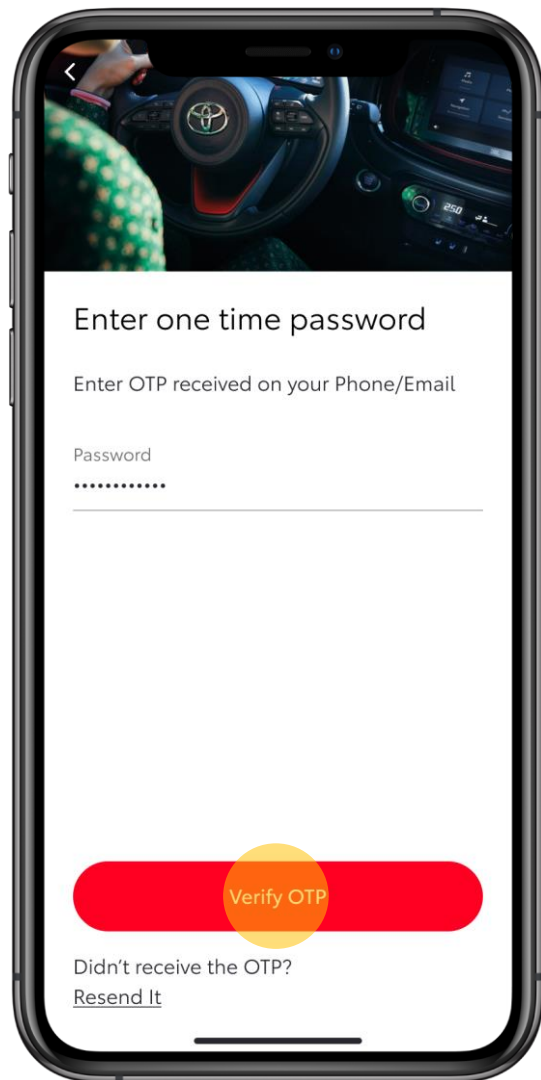 250
Enter one time password
Enter OTP received on your Phone/Email
Password
••••••••••••
Verify OTP
Didn't receive the OTP?
Resend It